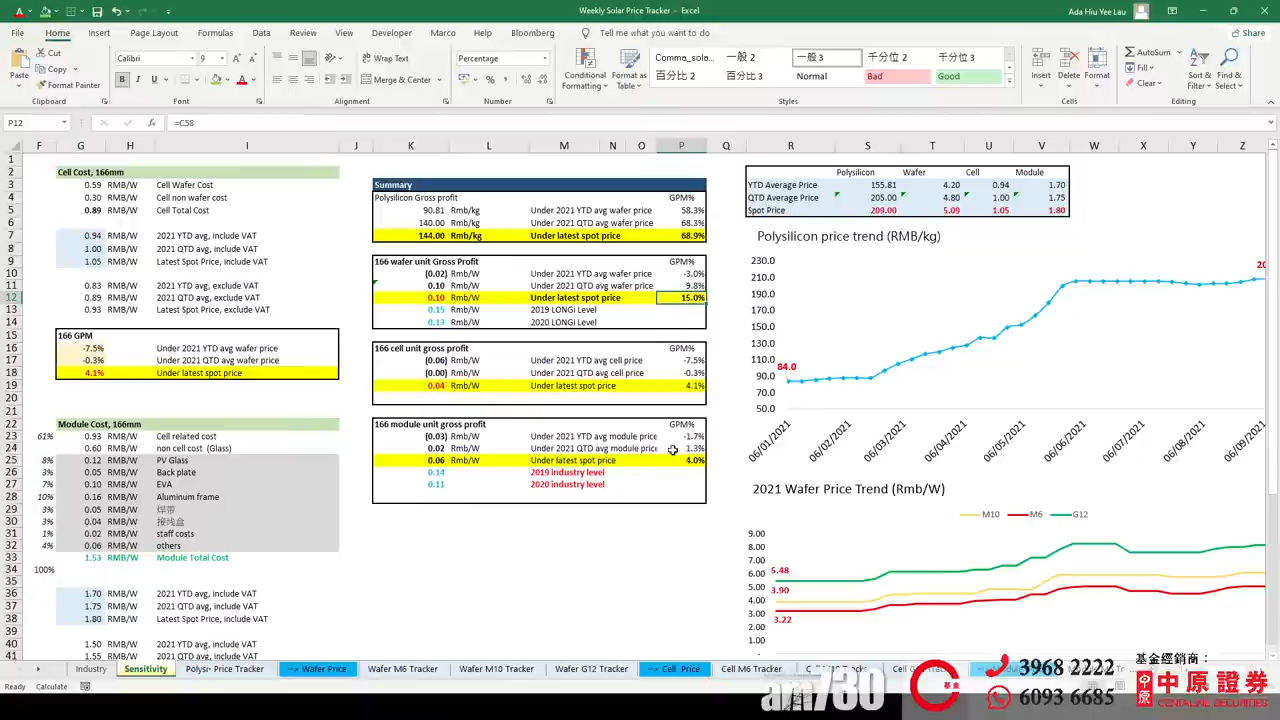 Weekly Solar Price Tracker - Excel
Ada Hiu Yee Lau
File Home Insert Page Layout Formulas Data Review View Developer Marco Help Bloomberg Tell me what you want to do Share
Paste Cut Copy Format Painter
Calibri 9 B I U
Wrap Text Merge & Center
Percentage
Conditional Formatting Format as Table
Comma_sola... 一般 2 一般 3 千分位 2 千分位 3
百分比 2 百分比 3 Normal Bad Good
Insert Delete Format
AutoSum Fill Clear Sort & Filter Find & Select
Clipboard Font Alignment Number Styles Cells Editing
P12 fx =C58
F G H I J K L M N O P Q R S T U V W X Y Z
Cell Cost, 166mm
0.59 RMB/W Cell Wafer Cost
0.30 RMB/W Cell non wafer cost
0.89 RMB/W Cell Total Cost
0.94 RMB/W 2021 YTD avg, include VAT
1.00 RMB/W 2021 QTD avg, include VAT
1.05 RMB/W Latest Spot Price, include VAT
0.83 RMB/W 2021 YTD avg, exclude VAT
0.89 RMB/W 2021 QTD avg, exclude VAT
0.93 RMB/W Latest Spot Price, exclude VAT
166 GPM
-7.5% Under 2021 YTD avg wafer price
-0.3% Under 2021 QTD avg wafer price
4.1% Under latest spot price
Module Cost, 166mm
61% 0.93 RMB/W Cell related cost
0.60 RMB/W non cell cost (Glass)
8% 0.12 RMB/W PV Glass
3% 0.05 RMB/W Back plate
7% 0.10 RMB/W EVA
10% 0.16 RMB/W Aluminum frame
3% 0.05 RMB/W 焊带
3% 0.04 RMB/W 接线盒
1% 0.02 RMB/W staff costs
4% 0.06 RMB/W others
1.53 RMB/W Module Total Cost
100%
1.70 RMB/W 2021 YTD avg, include VAT
1.75 RMB/W 2021 QTD avg, include VAT
1.80 RMB/W Latest Spot Price, include VAT
1.50 RMB/W 2021 YTD avg, include VAT
1.55 RMB/W 2021 QTD avg, include VAT
Summary
Polysilicon Gross profit GPM%
90.81 Rmb/kg Under 2021 YTD avg wafer price 58.3%
140.00 Rmb/kg Under 2021 QTD avg wafer price 68.3%
144.00 Rmb/kg Under latest spot price 68.9%
166 wafer unit Gross Profit GPM%
(0.02) Rmb/W Under 2021 YTD avg wafer price -3.0%
0.10 Rmb/W Under 2021 QTD avg wafer price 9.8%
0.10 Rmb/W Under latest spot price 15.0%
0.15 Rmb/W 2019 LONGi Level
0.13 Rmb/W 2020 LONGi Level
166 cell unit gross profit GPM%
(0.06) Rmb/W Under 2021 YTD avg cell price -7.5%
(0.00) Rmb/W Under 2021 QTD avg cell price -0.3%
0.04 Rmb/W Under latest spot price 4.1%
166 module unit gross profit GPM%
(0.03) Rmb/W Under 2021 YTD avg module price -1.7%
0.02 Rmb/W Under 2021 QTD avg module price 1.3%
0.06 Rmb/W Under latest spot price 4.0%
0.14 2019 industry level
0.11 2020 industry level
Polysilicon Wafer Cell Module
YTD Average Price 155.81 4.20 0.94 1.70
QTD Average Price 205.00 4.80 1.00 1.75
Spot Price 209.00 5.09 1.05 1.80
Polysilicon price trend (RMB/kg)
230.0
210.0
190.0
170.0
150.0
130.0
110.0
90.0
70.0
50.0
84.0
20
06/01/2021 06/02/2021 06/03/2021 06/04/2021 06/05/2021 06/06/2021 06/07/2021 06/08/2021 06/09/2021
2021 Wafer Price Trend (Rmb/W)
M10 M6 G12
9.00
8.00
7.00
6.00
5.00
4.00
3.00
2.00
1.00
5.48
3.90
3.22
Industry Sensitivity Polysi- Price Tracker --> Wafer Price Wafer M6 Tracker Wafer M10 Tracker Wafer G12 Tracker --> Cell Price Cell M6 Tracker
Ready Calculate
am730
基金
3968 2222
6093 6685
基金經銷商：
中原證券
CENTALINE SECURITIES